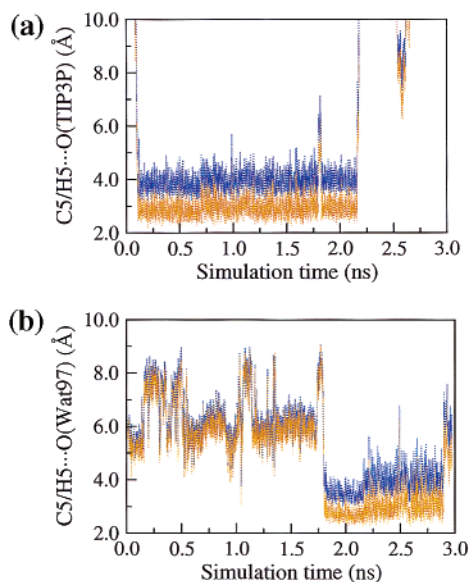 (a)
C5/H5···O(TIP3P) (Å)
10.0
8.0
6.0
4.0
2.0
0.0 0.5 1.0 1.5 2.0 2.5 3.0
Simulation time (ns)
(b)
C5/H5···O(Wat97) (Å)
10.0
8.0
6.0
4.0
2.0
0.0 0.5 1.0 1.5 2.0 2.5 3.0
Simulation time (ns)